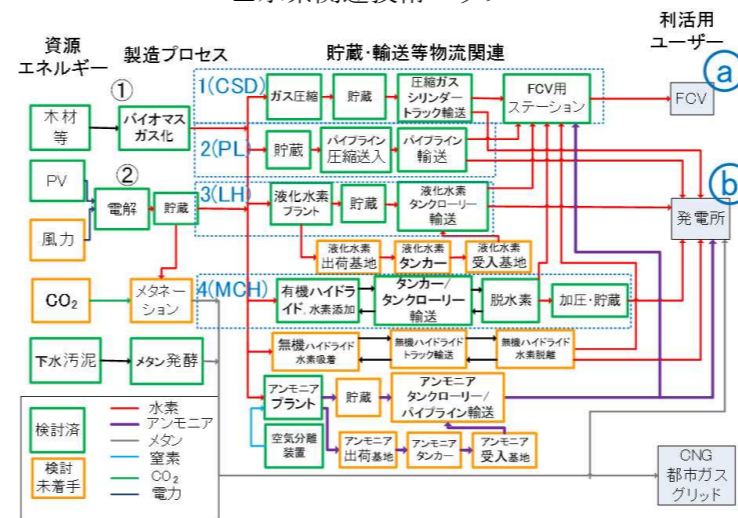 資源
エネルギー
製造プロセス
貯蔵・輸送等物流関連
利活用
ユーザー
①
1(CSD)
ガス圧縮
貯蔵
圧縮ガス
シリンダー
トラック輸送
FCV用
ステーション
a
FCV
木材
等
バイオマス
ガス化
2(PL)
貯蔵
パイプライン
圧縮送入
パイプライン
輸送
PV
②
電解
貯蔵
3(LH)
液化水素
プラント
貯蔵
液化水素
タンクローリー
輸送
b
発電所
風力
液化水素
出荷基地
液化水素
タンカー
液化水素
受入基地
CO₂
メタネー
ション
4(MCH)
有機ハイドラ
イド、水素添加
タンカー/
タンクローリー
輸送
脱水素
加圧・貯蔵
下水汚泥
メタン発酵
無機ハイドライド
水素吸着
無機ハイドライド
トラック輸送
無機ハイドライド
水素脱離
アンモニア
プラント
貯蔵
アンモニア
タンクローリー/
パイプライン輸送
空気分離
装置
アンモニア
出荷基地
アンモニア
タンカー
アンモニア
受入基地
CNG
都市ガス
グリッド
検討済
検討
未着手
水素
アンモニア
メタン
窒素
CO₂
電力